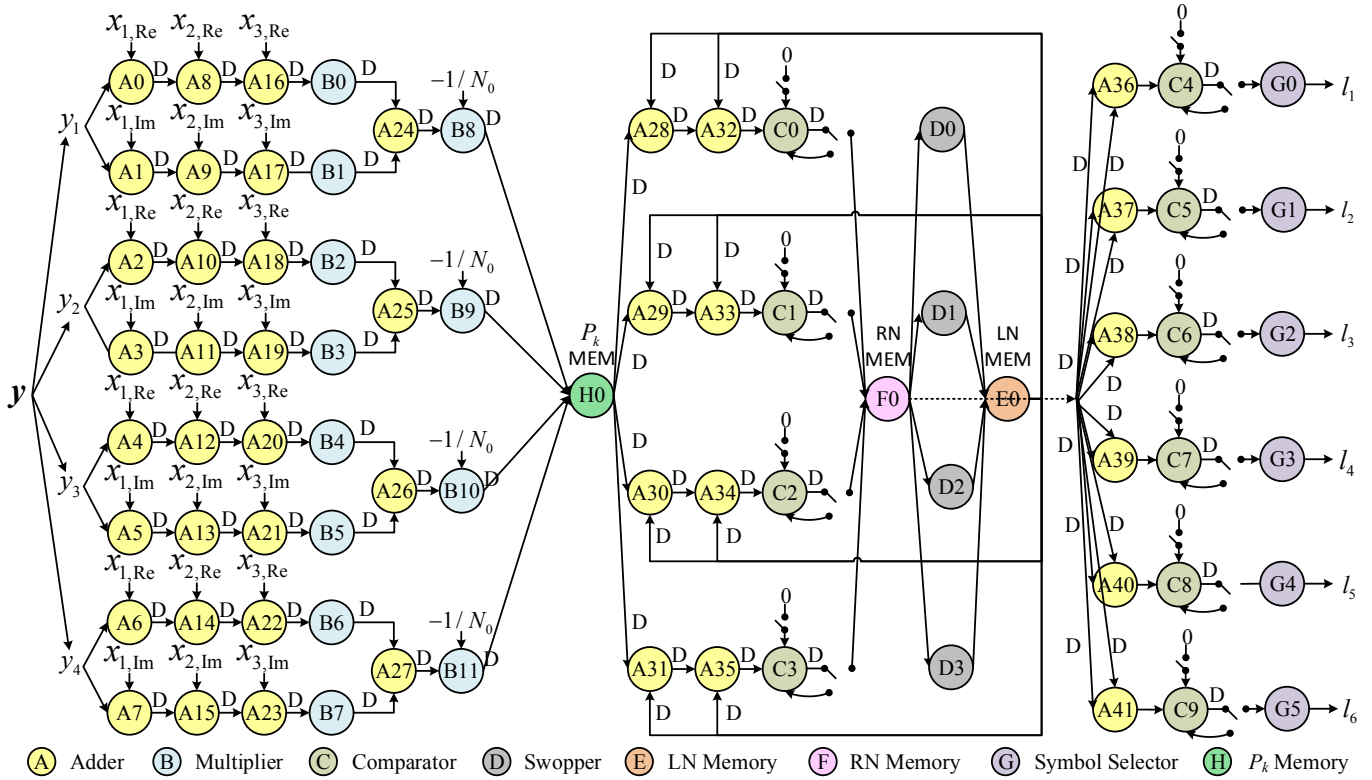 x1,Re x2,Re x3,Re
A0 D A8 D A16 D B0 D
x1,Im x2,Im x3,Im
−1/N0
A24 D B8 D
y1
A1 D A9 D A17 B1 D
x1,Re x2,Re x3,Re
A2 D A10 D A18 D B2 D
x1,Im x2,Im x3,Im
−1/N0
A25 D B9 D
y2
A3 A11 D A19 D B3 D
x1,Re x2,Re x3,Re
y
A4 D A12 D A20 D B4 D
x1,Im x2,Im x3,Im
−1/N0
A26 D B10 D
y3
A5 D A13 D A21 D B5 D
x1,Re x2,Re x3,Re
A6 D A14 D A22 D B6 D
x1,Im x2,Im x3,Im
−1/N0
A27 D B11 D
y4
A7 D A15 D A23 D B7 D
Pk
MEM
H0
D D 0
D A28 D A32 D C0 D
D D 0
D A29 D A33 D C1 D
0
D A30 D A34 D C2 D
D D
0
D A31 D A35 D C3 D
D D
RN
MEM
F0
D0
D1
D2
D3
LN
MEM
E0
0
D D A36 C4 D G0 l1
0
D D A37 C5 D G1 l2
0
D D A38 C6 D G2 l3
0
D D A39 C7 D G3 l4
0
D D A40 C8 D G4 l5
0
D D A41 C9 D G5 l6
A Adder B Multiplier C Comparator D Swopper E LN Memory F RN Memory G Symbol Selector H Pk Memory